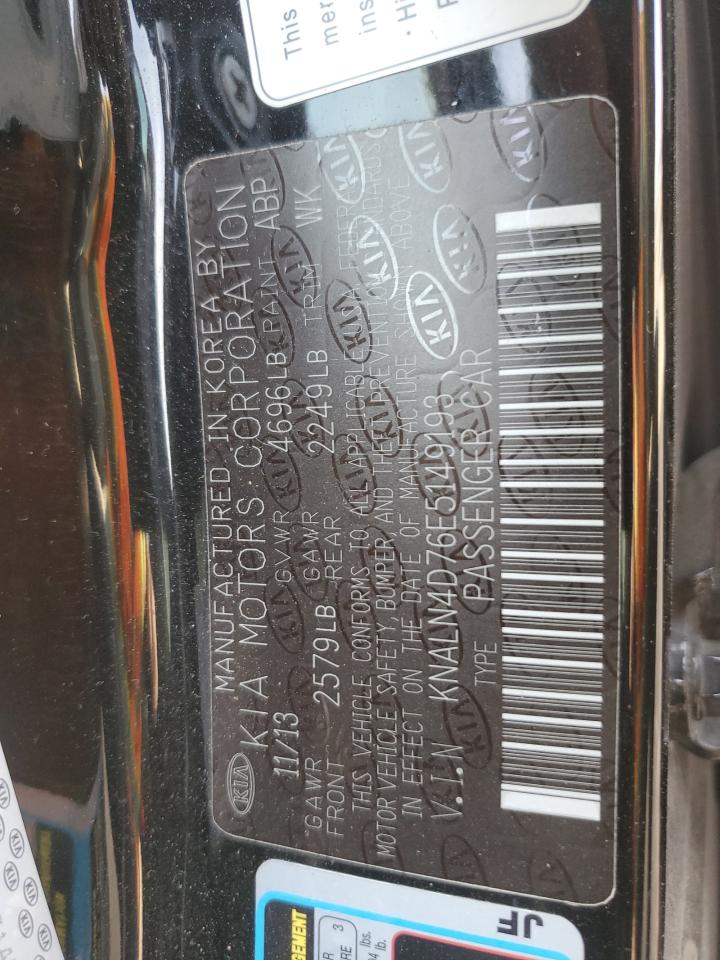 KIA
MANUFACTURED IN KOREA BY
KIA MOTORS CORPORATION
11/13 GVWR 4696LB PAINT ABP
GAWR FRONT 2579LB GAWR REAR 2249LB TRIM WK
THIS VEHICLE CONFORMS TO ALL APPLICABLE
MOTOR VEHICLE SAFETY, BUMPER AND THEFT PREVENTION
IN EFFECT ON THE DATE OF MANUFACTURE SHOWN ABOVE
V.I.N KNALN4D76E5149193
TYPE PASSENGER CAR
This